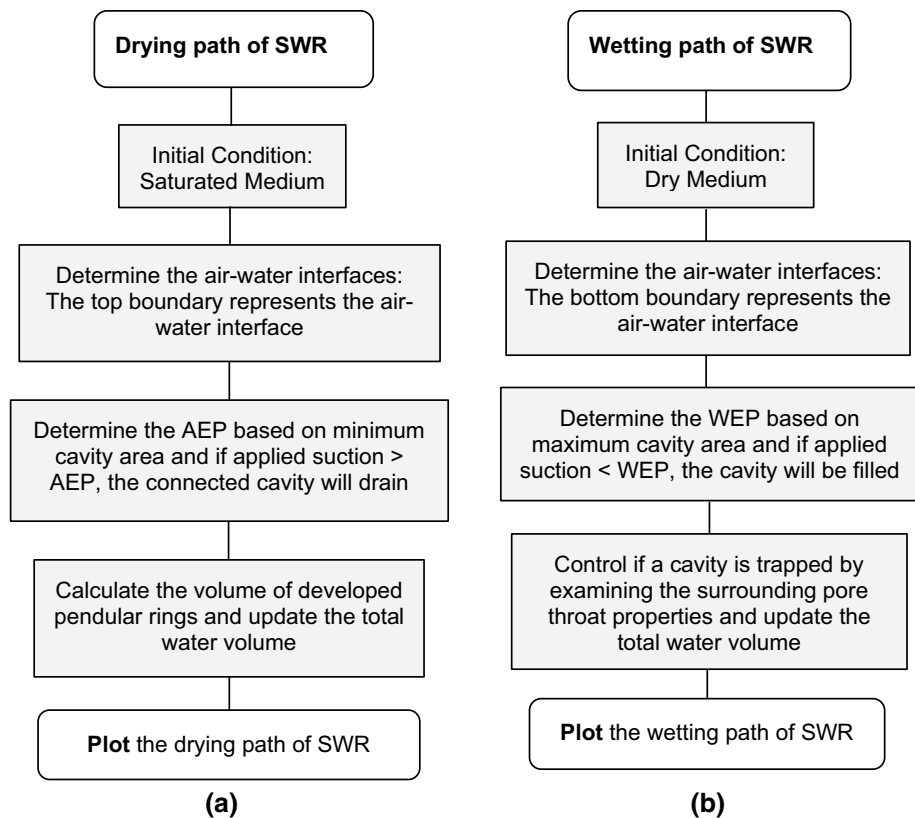 Drying path of SWR
Initial Condition:
Saturated Medium
Determine the air-water interfaces:
The top boundary represents the air-
water interface
Determine the AEP based on minimum
cavity area and if applied suction >
AEP, the connected cavity will drain
Calculate the volume of developed
pendular rings and update the total
water volume
Plot the drying path of SWR
(a)
Wetting path of SWR
Initial Condition:
Dry Medium
Determine the air-water interfaces:
The bottom boundary represents the
air-water interface
Determine the WEP based on
maximum cavity area and if applied
suction < WEP, the cavity will be filled
Control if a cavity is trapped by
examining the surrounding pore
throat properties and update the
total water volume
Plot the wetting path of SWR
(b)